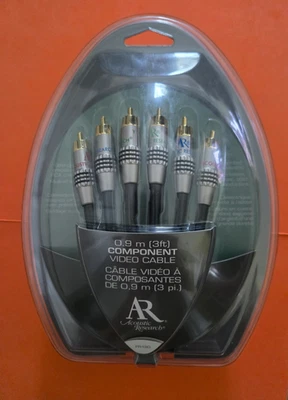 0.9 m (3ft)
COMPONENT
VIDEO CABLE
CÂBLE VIDÉO À
COMPOSANTES
DE 0,9 m (3 pi.)
AR
Acoustic
Research